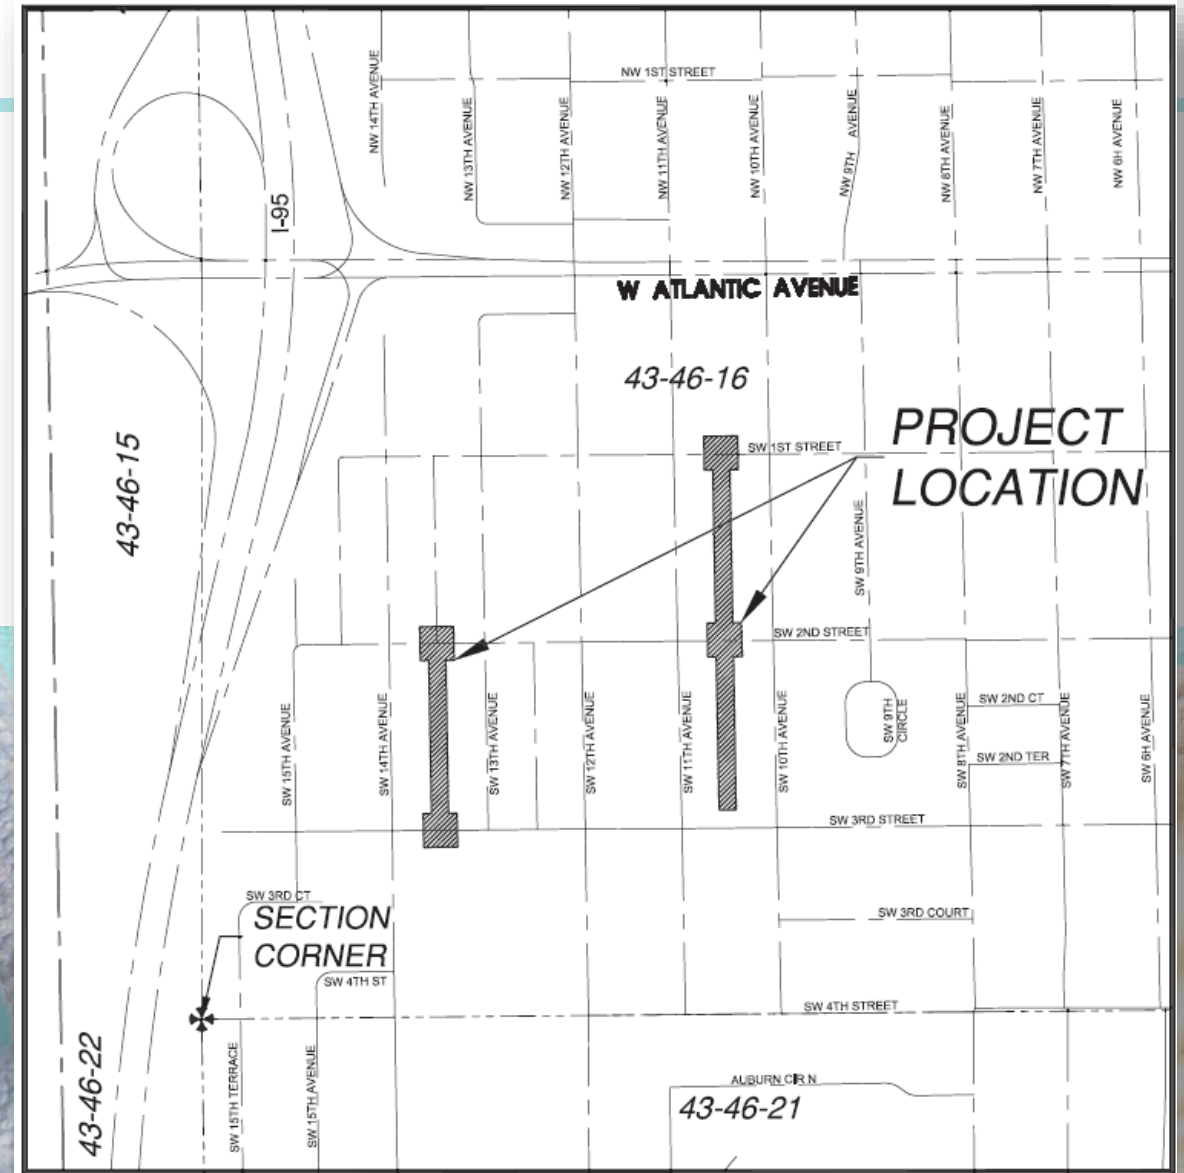 NW 1ST STREET
NW 14TH AVENUE
NW 13TH AVENUE
NW 12TH AVENUE
NW 11TH AVENUE
NW 10TH AVENUE
NW 9TH AVENUE
NW 8TH AVENUE
NW 7TH AVENUE
NW 6H AVENUE
I-95
W ATLANTIC AVENUE
43-46-16
43-46-15
PROJECT
LOCATION
SW 1ST STREET
SW 9TH AVENUE
SW 2ND STREET
SW 15TH AVENUE
SW 14TH AVENUE
SW 13TH AVENUE
SW 12TH AVENUE
SW 11TH AVENUE
SW 10TH AVENUE
SW 9TH
CIRCLE
SW 8TH AVENUE
SW 2ND CT
SW 2ND TER
SW 7TH AVENUE
SW 6H AVENUE
SW 3RD STREET
SW 3RD CT
SECTION
CORNER
SW 3RD COURT
SW 4TH ST
SW 4TH STREET
43-46-22
SW 15TH TERRACE
SW 15TH AVENUE
AUBURN CIR N
43-46-21